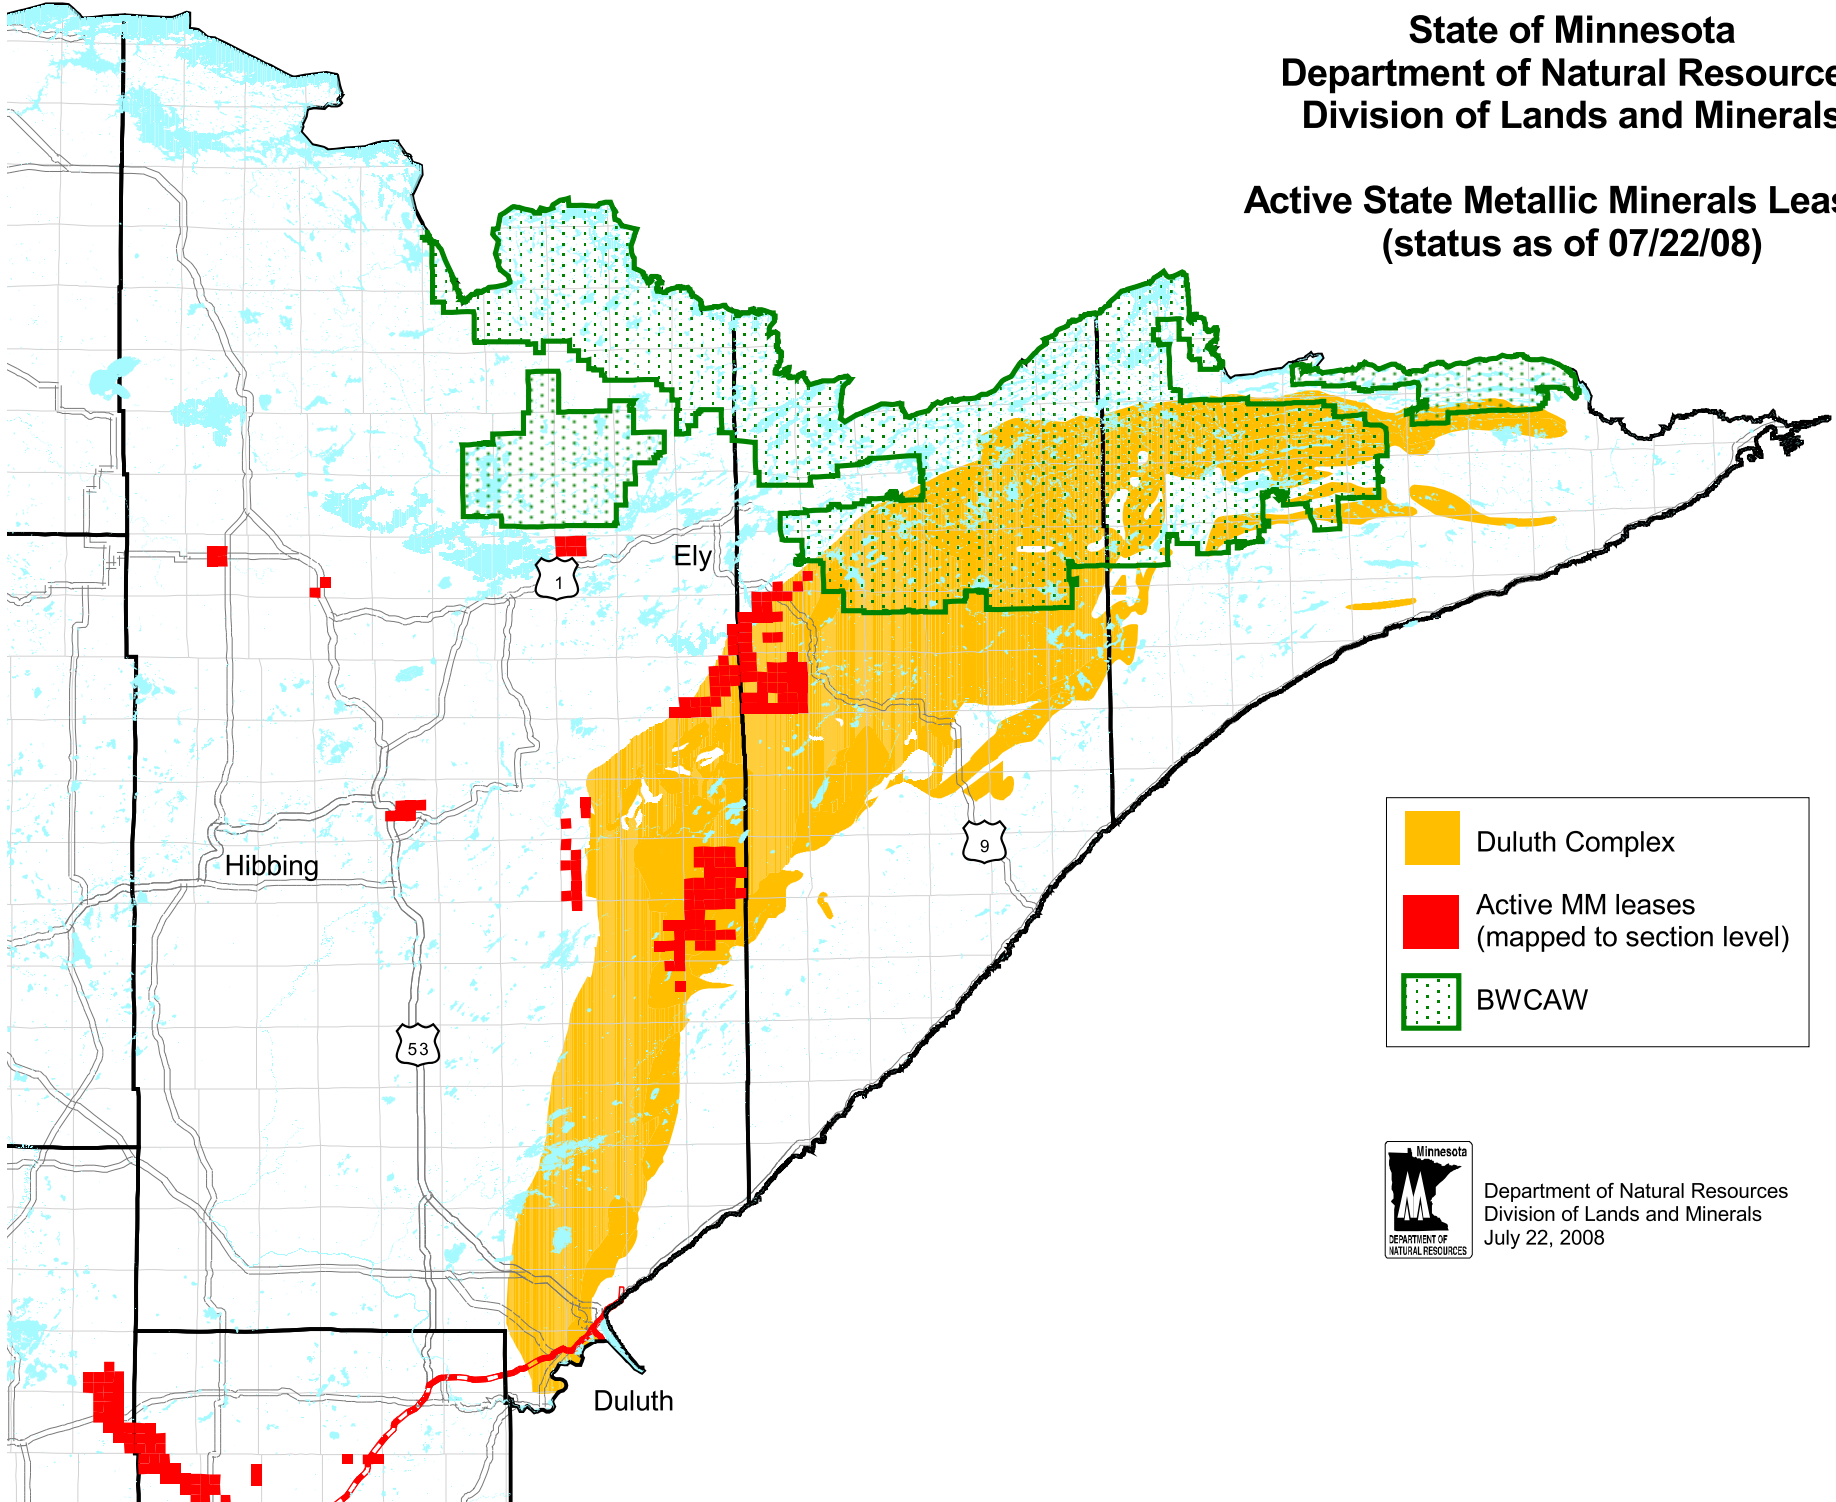 State of Minnesota
Department of Natural Resource
Division of Lands and Minerals
Active State Metallic Minerals Leas
(status as of 07/22/08)
Ely
1
9
Hibbing
53
Duluth
Duluth Complex
Active MM leases
(mapped to section level)
BWCAW
Minnesota
DEPARTMENT OF
NATURAL RESOURCES
Department of Natural Resources
Division of Lands and Minerals
July 22, 2008